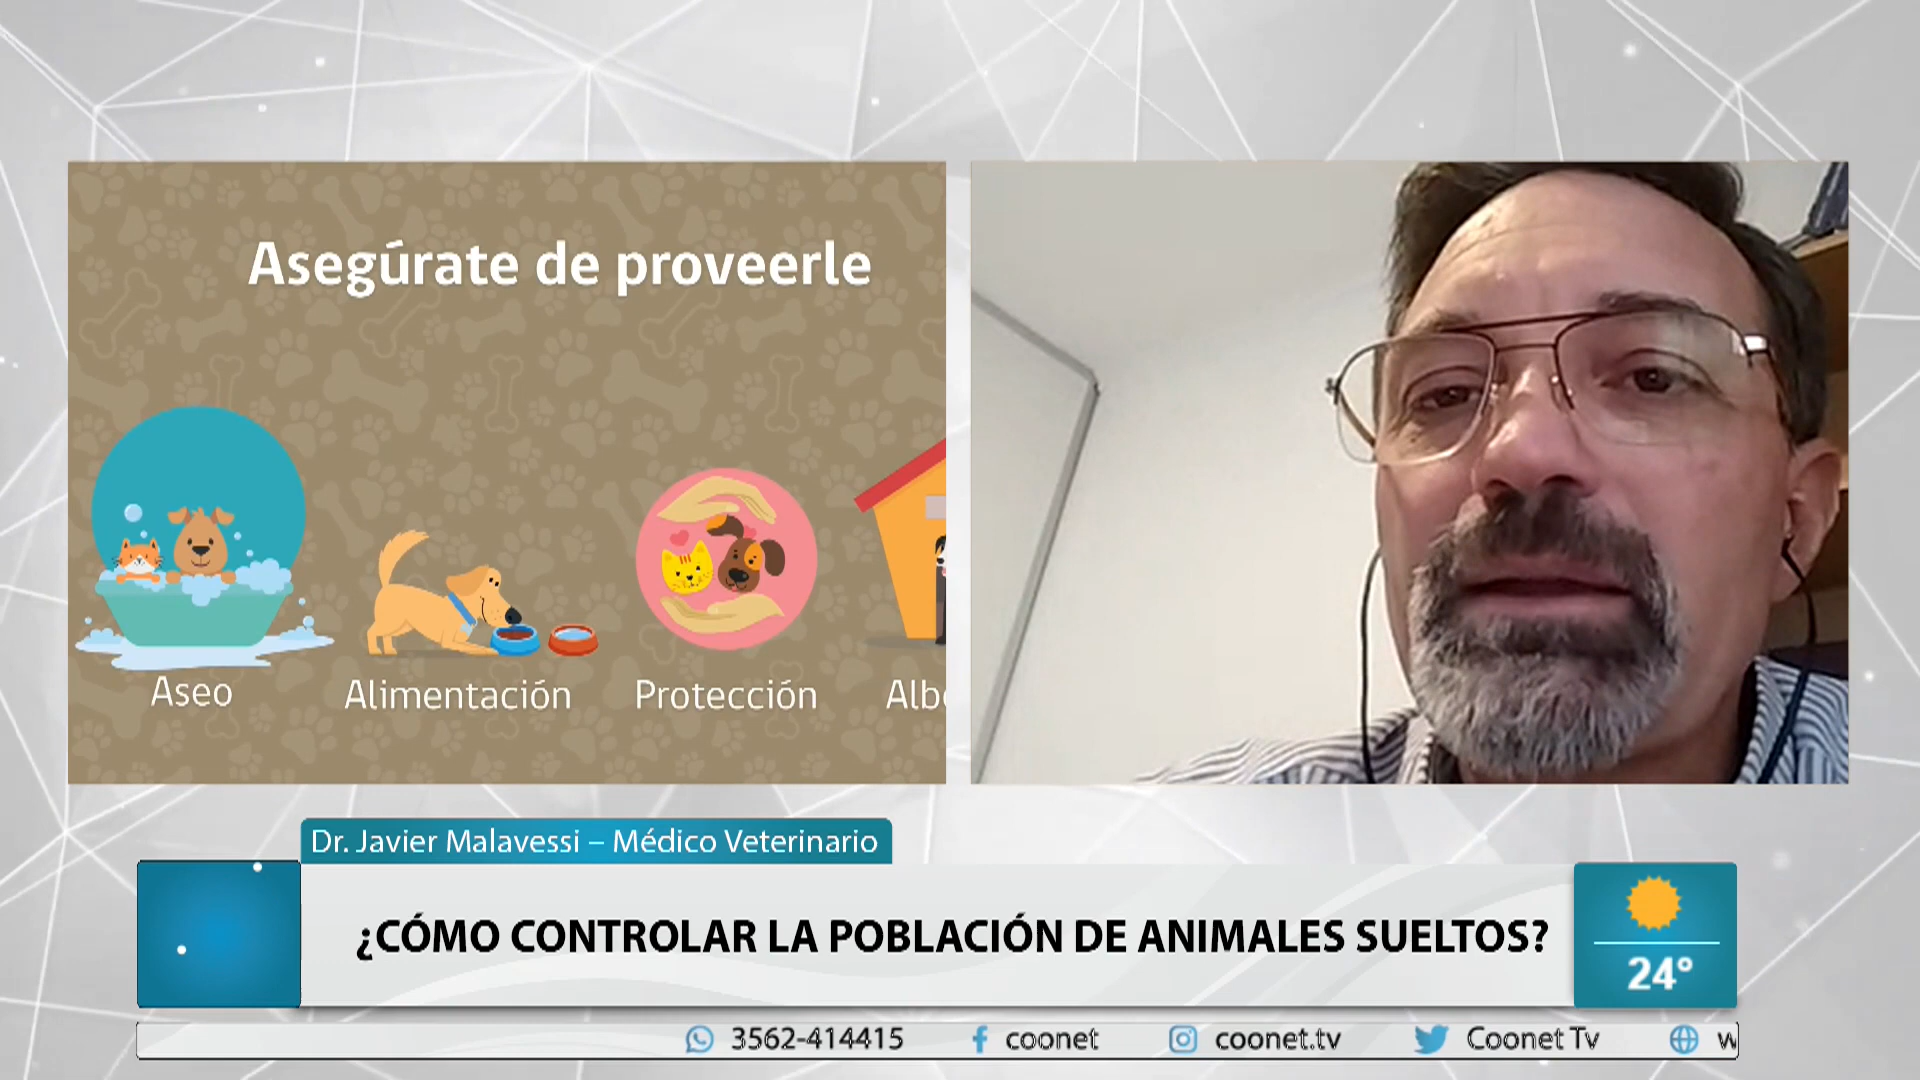 Asegúrate de proveerle
Aseo
Alimentación
Protección
Alb
Dr. Javier Malavessi – Médico Veterinario
¿CÓMO CONTROLAR LA POBLACIÓN DE ANIMALES SUELTOS?
24°
3562-414415 coonet coonet.tv Coonet Tv w